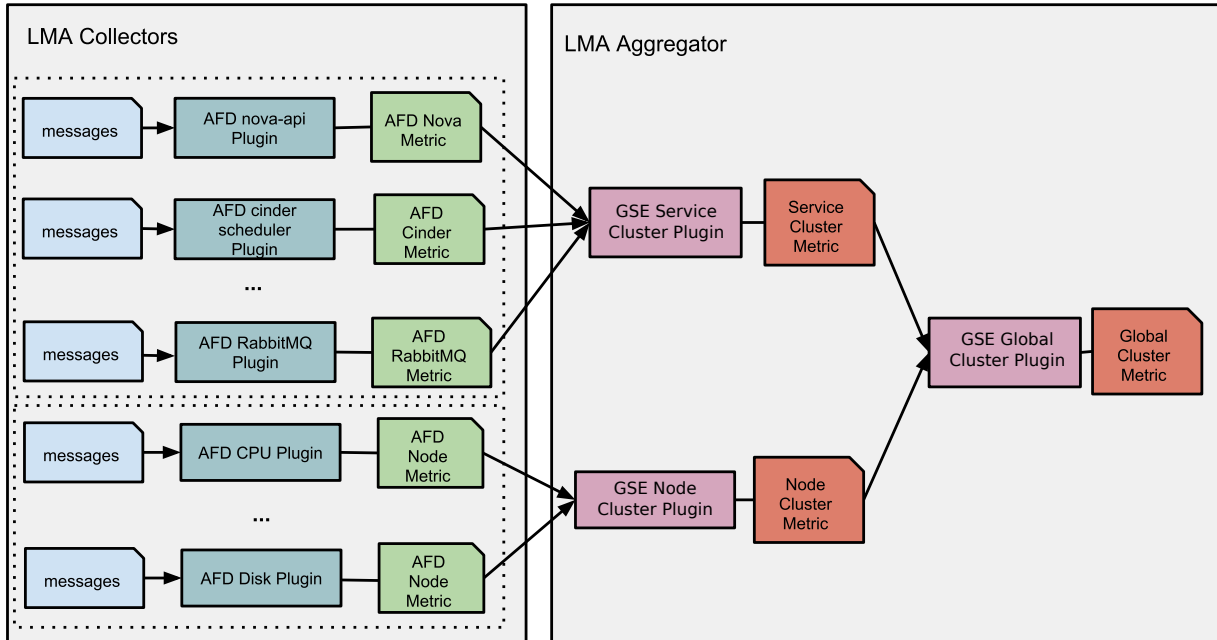 LMA Collectors
LMA Aggregator
messages
AFD nova-api
Plugin
AFD Nova
Metric
messages
AFD cinder
scheduler
Plugin
AFD
Cinder
Metric
...
messages
AFD RabbitMQ
Plugin
AFD
RabbitMQ
Metric
messages
AFD CPU Plugin
AFD
Node
Metric
...
messages
AFD Disk Plugin
AFD
Node
Metric
GSE Service
Cluster Plugin
Service
Cluster
Metric
GSE Node
Cluster Plugin
Node
Cluster
Metric
GSE Global
Cluster Plugin
Global
Cluster
Metric